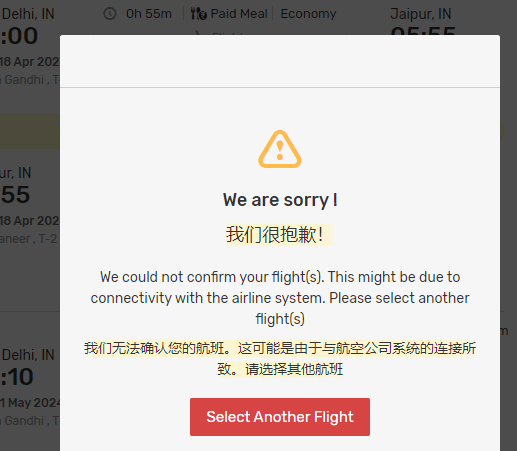 Delhi, IN
0h 55m
Paid Meal
Economy
Jaipur, IN
:00
05:55
18 Apr 202
Gandhi , T-
We are sorry !
我们很抱歉！
ur, IN
55
18 Apr 202
aneer , T-2
We could not confirm your flight(s). This might be due to
connectivity with the airline system. Please select another
flight(s)
我们无法确认您的航班。这可能是由于与航空公司系统的连接所
致。请选择其他航班
Delhi, IN
:10
1 May 2024
Gandhi , T-
Select Another Flight